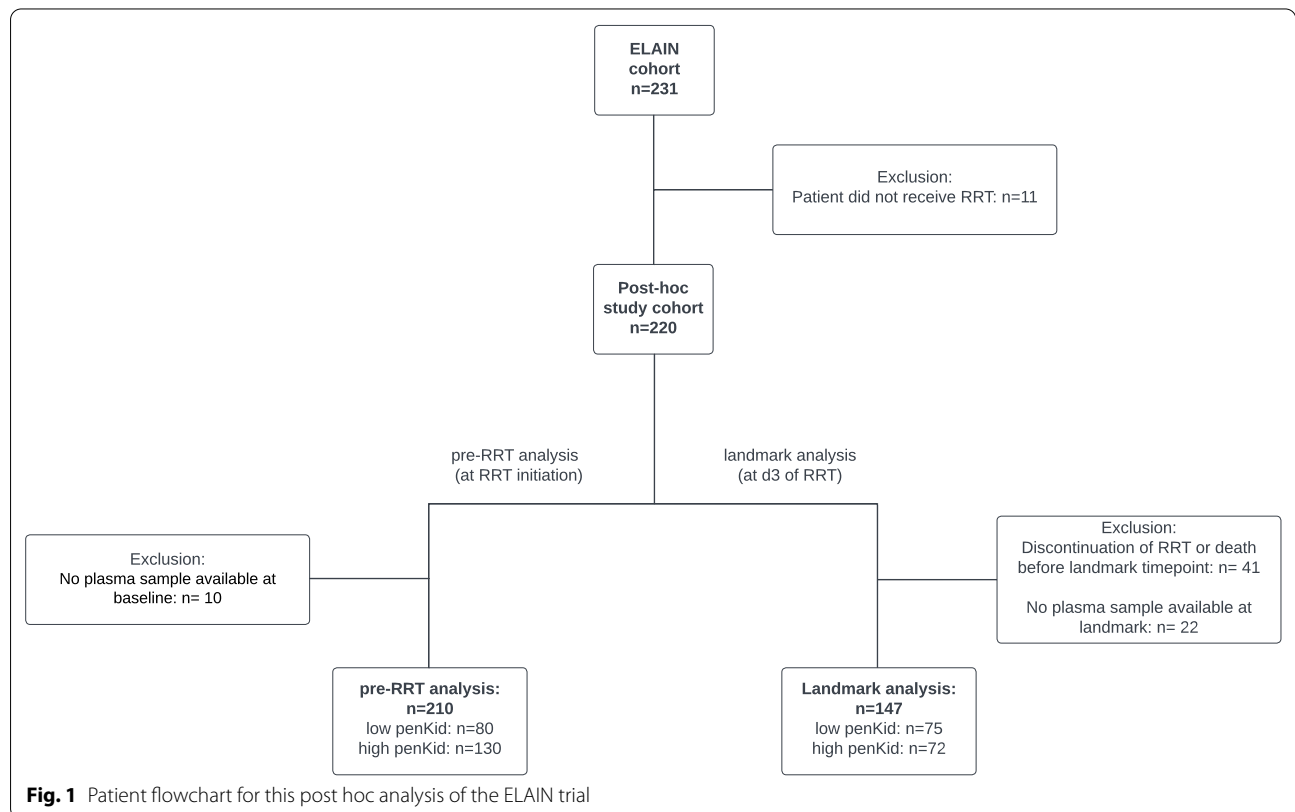 ELAIN
cohort
n=231
Exclusion:
Patient did not receive RRT: n=11
Post-hoc
study cohort
n=220
pre-RRT analysis
(at RRT initiation)
landmark analysis
(at d3 of RRT)
Exclusion:
No plasma sample available at
baseline: n= 10
Exclusion:
Discontinuation of RRT or death
before landmark timepoint: n= 41
No plasma sample available at
landmark: n= 22
pre-RRT analysis:
n=210
low penKid: n=80
high penKid: n=130
Landmark analysis:
n=147
low penKid: n=75
high penKid: n=72
Fig. 1 Patient flowchart for this post hoc analysis of the ELAIN trial